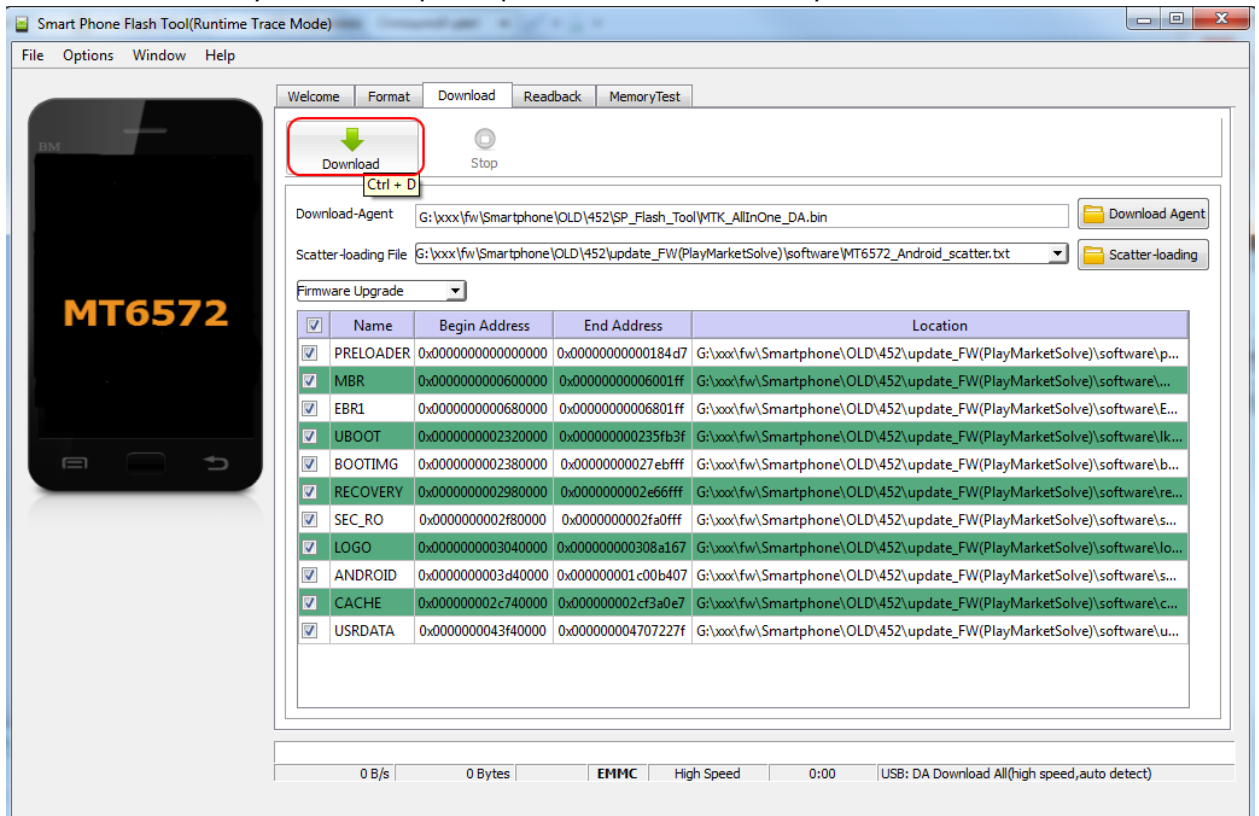 Smart Phone Flash Tool(Runtime Trace Mode)
File Options Window Help
Welcome Format Download Readback MemoryTest
BM
Download Stop
Ctrl + D
Download-Agent G:\xxx\fw\Smartphone\OLD\452\SP_Flash_Tool\MTK_AllInOne_DA.bin Download Agent
Scatter-loading File G:\xxx\fw\Smartphone\OLD\452\update_FW(PlayMarketSolve)\software\MT6572_Android_scatter.txt Scatter-loading
Firmware Upgrade
MT6572
Name Begin Address End Address Location
PRELOADER 0x0000000000000000 0x00000000000184d7 G:\xxx\fw\Smartphone\OLD\452\update_FW(PlayMarketSolve)\software\p...
MBR 0x0000000000600000 0x00000000006001ff G:\xxx\fw\Smartphone\OLD\452\update_FW(PlayMarketSolve)\software\...
EBR1 0x0000000000680000 0x00000000006801ff G:\xxx\fw\Smartphone\OLD\452\update_FW(PlayMarketSolve)\software\E...
UBOOT 0x0000000002320000 0x000000000235fb3f G:\xxx\fw\Smartphone\OLD\452\update_FW(PlayMarketSolve)\software\lk...
BOOTIMG 0x0000000002380000 0x00000000027ebfff G:\xxx\fw\Smartphone\OLD\452\update_FW(PlayMarketSolve)\software\b...
RECOVERY 0x0000000002980000 0x0000000002e66fff G:\xxx\fw\Smartphone\OLD\452\update_FW(PlayMarketSolve)\software\re...
SEC_RO 0x0000000002f80000 0x0000000002fa0fff G:\xxx\fw\Smartphone\OLD\452\update_FW(PlayMarketSolve)\software\s...
LOGO 0x0000000003040000 0x000000000308a167 G:\xxx\fw\Smartphone\OLD\452\update_FW(PlayMarketSolve)\software\lo...
ANDROID 0x0000000003d40000 0x000000001c00b407 G:\xxx\fw\Smartphone\OLD\452\update_FW(PlayMarketSolve)\software\s...
CACHE 0x000000002c740000 0x000000002cf3a0e7 G:\xxx\fw\Smartphone\OLD\452\update_FW(PlayMarketSolve)\software\c...
USRDATA 0x0000000043f40000 0x000000004707227f G:\xxx\fw\Smartphone\OLD\452\update_FW(PlayMarketSolve)\software\u...
0 B/s 0 Bytes EMMC High Speed 0:00 USB: DA Download All(high speed,auto detect)